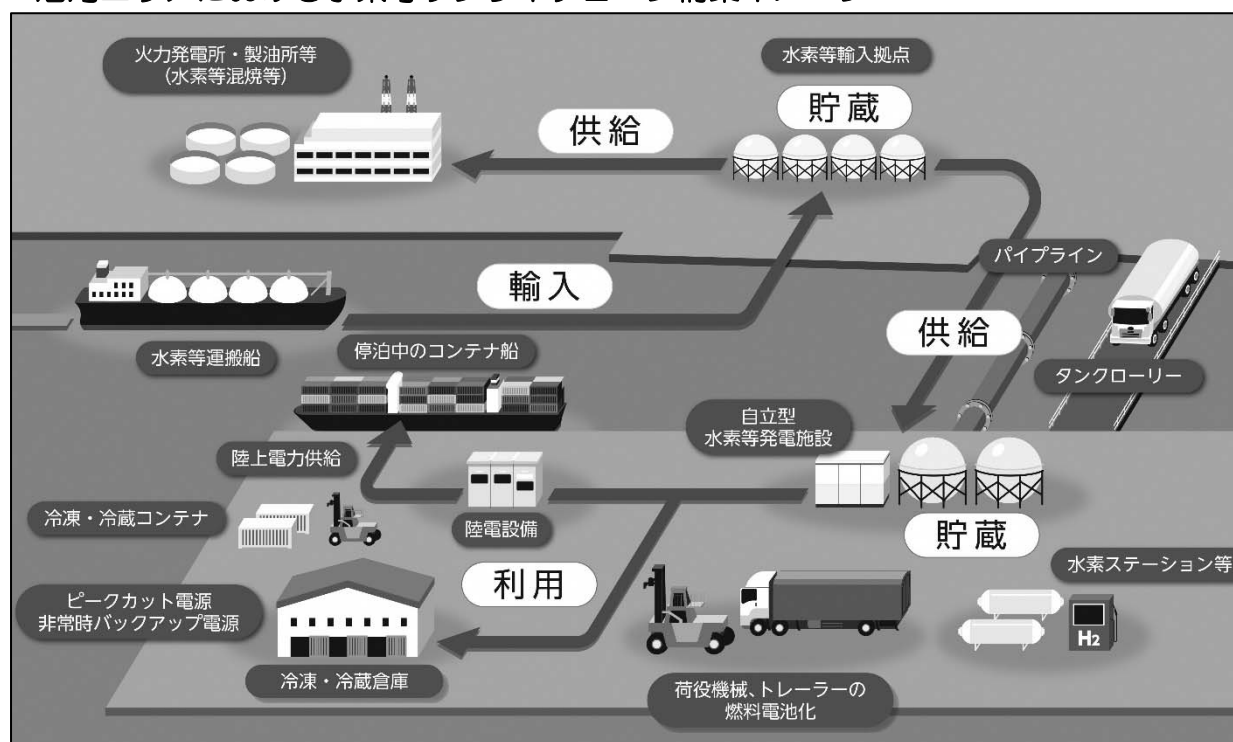 火力発電所・製油所等
(水素等混焼等)
水素等輸入拠点
貯蔵
供給
パイプライン
輸入
水素等運搬船
停泊中のコンテナ船
供給
タンクローリー
自立型
水素等発電施設
陸上電力供給
冷凍・冷蔵コンテナ
陸電設備
貯蔵
水素ステーション等
利用
ピークカット電源
非常時バックアップ電源
H2
冷凍・冷蔵倉庫
荷役機械、トレーラーの
燃料電池化